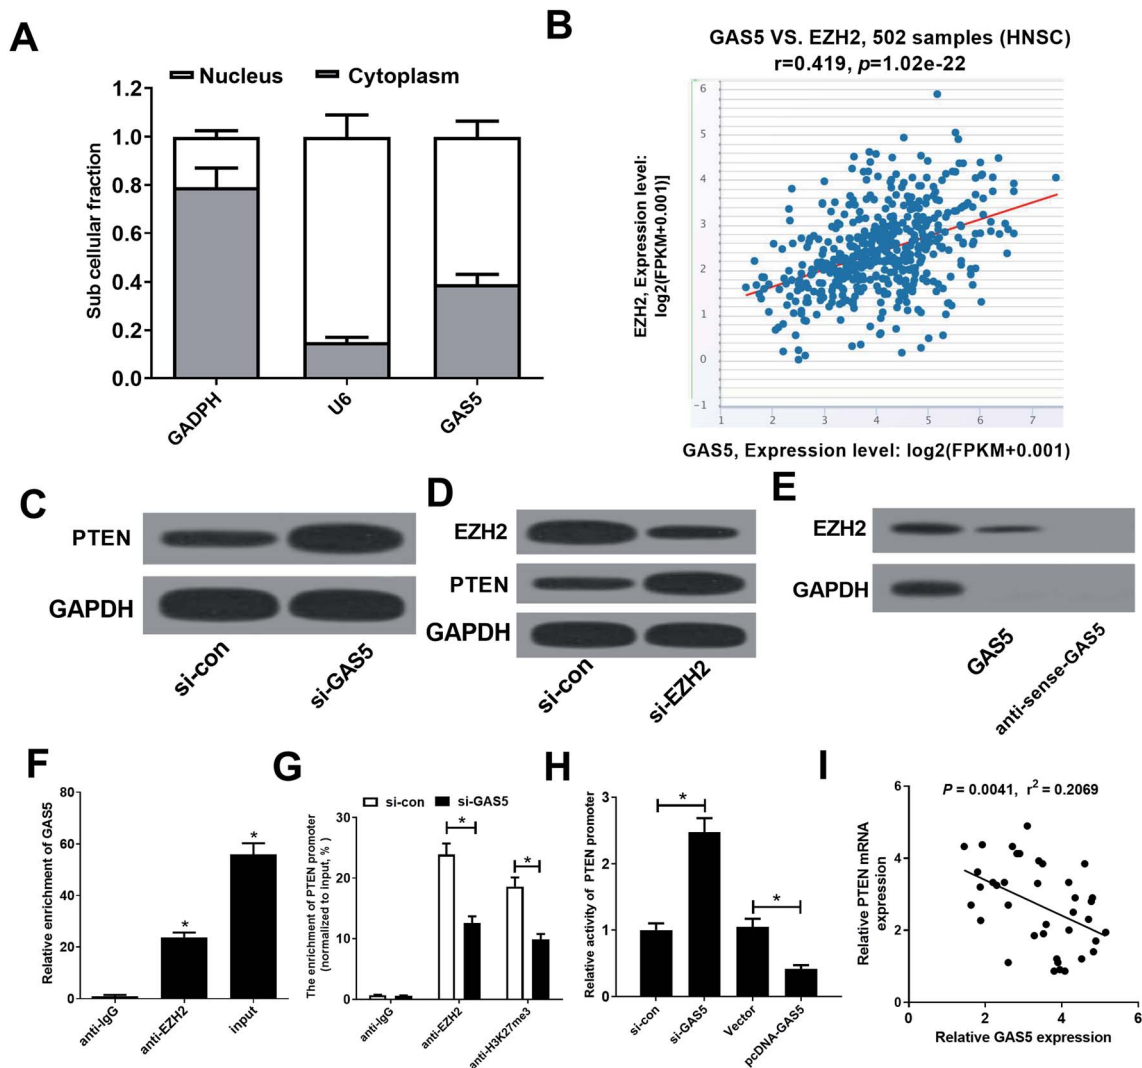 A
Nucleus Cytoplasm
Sub cellular fraction
1.2
1.0
0.8
0.6
0.4
0.2
0.0
GADPH
U6
GAS5
B
GAS5 VS. EZH2, 502 samples (HNSC)
r=0.419, p=1.02e-22
EZH2, Expression level:
log2(FPKM+0.001)]
6
5
4
3
2
1
0
-1
1 2 3 4 5 6 7
GAS5, Expression level: log2(FPKM+0.001)
C
PTEN
GAPDH
si-con
si-GAS5
D
EZH2
PTEN
GAPDH
si-con
si-EZH2
E
EZH2
GAPDH
GAS5
anti-sense-GAS5
F
Relative enrichment of GAS5
80
60
40
20
0
*
*
anti-IgG
anti-EZH2
input
G
si-con si-GAS5
The enrichment of PTEN promoter
(normalized to Input, %)
30
20
10
0
*
*
anti-IgG
anti-EZH2
anti-H3K27me3
H
Relative activity of PTEN promoter
3
2
1
0
*
*
si-con
si-GAS5
Vector
pcDNA-GAS5
I
P = 0.0041, r2 = 0.2069
Relative PTEN mRNA
expression
6
4
2
0
0 2 4 6
Relative GAS5 expression